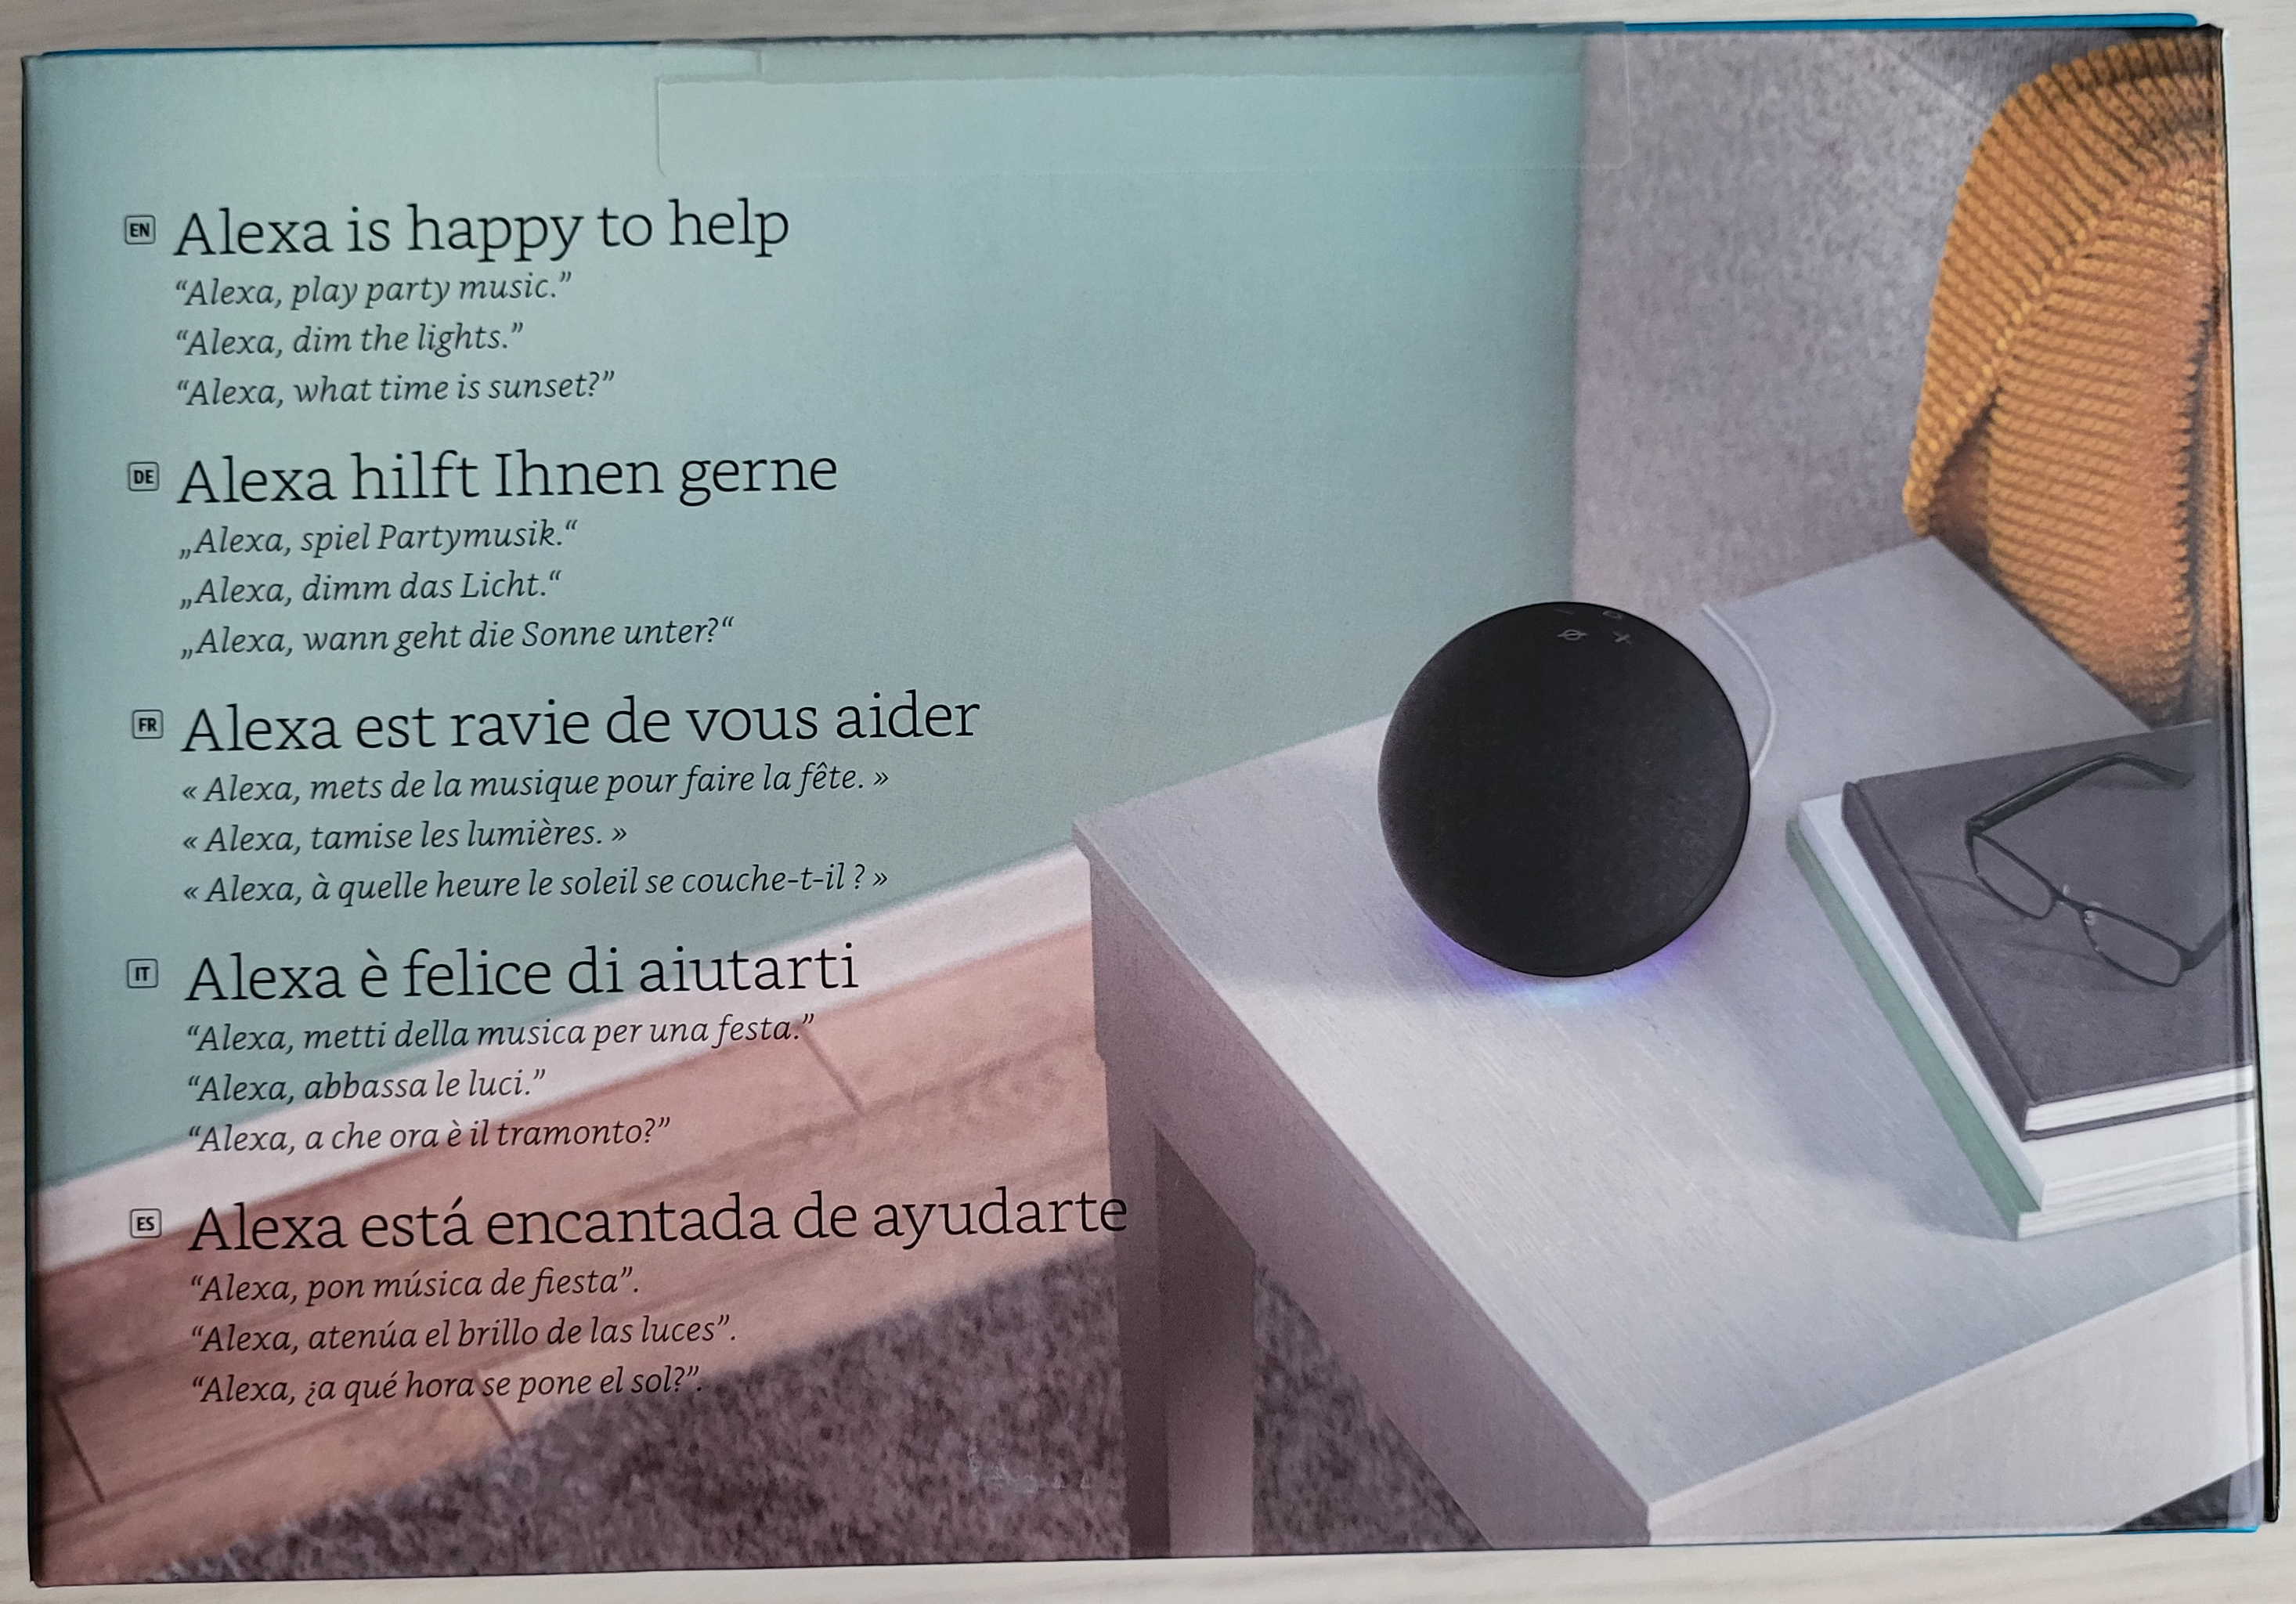 EN Alexa is happy to help
“Alexa, play party music.”
“Alexa, dim the lights.”
“Alexa, what time is sunset?”
DE Alexa hilft Ihnen gerne
„Alexa, spiel Partymusik.“
„Alexa, dimm das Licht.“
„Alexa, wann geht die Sonne unter?“
FR Alexa est ravie de vous aider
« Alexa, mets de la musique pour faire la fête. »
« Alexa, tamise les lumières. »
« Alexa, à quelle heure le soleil se couche-t-il ? »
IT Alexa è felice di aiutarti
“Alexa, metti della musica per una festa.”
“Alexa, abbassa le luci.”
“Alexa, a che ora è il tramonto?”
ES Alexa está encantada de ayudarte
“Alexa, pon música de fiesta”.
“Alexa, atenúa el brillo de las luces”.
“Alexa, ¿a qué hora se pone el sol?”.